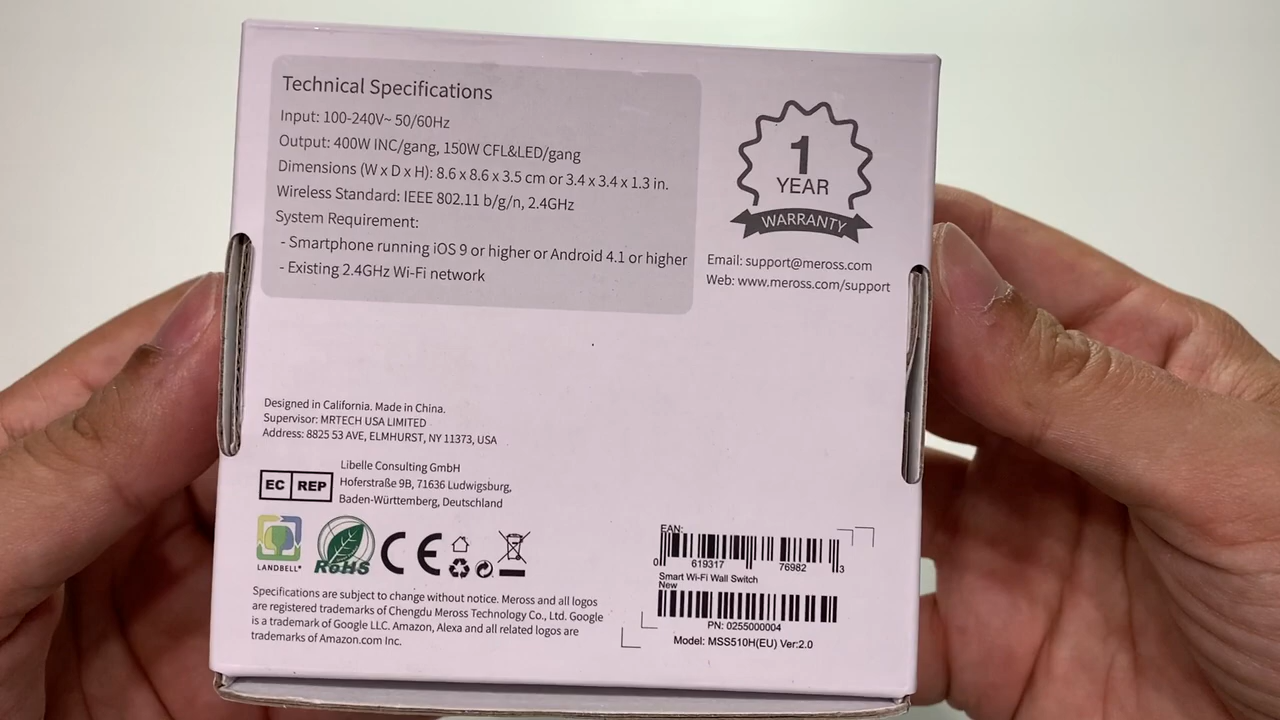 Technical Specifications
Input: 100-240V~ 50/60Hz
Output: 400W INC/gang, 150W CFL&LED/gang
Dimensions (W x D x H): 8.6 x 8.6 x 3.5 cm or 3.4 x 3.4 x 1.3 in.
Wireless Standard: IEEE 802.11 b/g/n, 2.4GHz
System Requirement:
- Smartphone running iOS 9 or higher or Android 4.1 or higher
- Existing 2.4GHz Wi-Fi network
1
YEAR
WARRANTY
Email: support@meross.com
Web: www.meross.com/support
Designed in California. Made in China.
Supervisor: MRTECH USA LIMITED
Address: 8825 53 AVE, ELMHURST, NY 11373, USA
EC REP
Libelle Consulting GmbH
Hoferstraße 9B, 71636 Ludwigsburg,
Baden-Württemberg, Deutschland
LANDBELL®
RoHS
CE
Specifications are subject to change without notice. Meross and all logos
are registered trademarks of Chengdu Meross Technology Co., Ltd. Google
is a trademark of Google LLC. Amazon, Alexa and all related logos are
trademarks of Amazon.com Inc.
EAN:
0 619317 76982 3
Smart Wi-Fi Wall Switch
New
PN: 0255000004
Model: MSS510H(EU) Ver:2.0